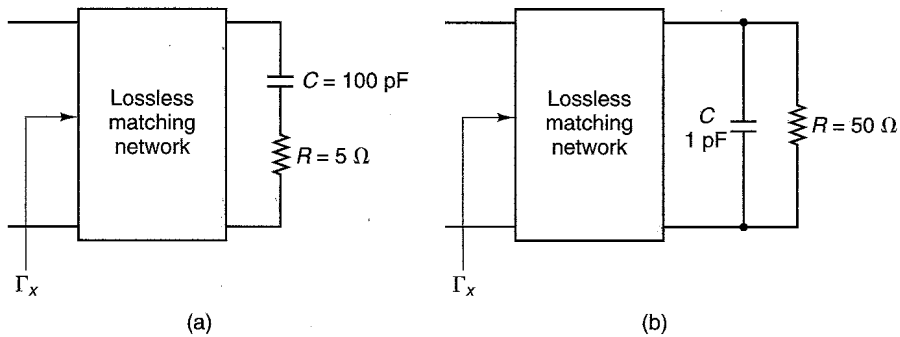 Lossless
matching
network
C = 100 pF
R = 5 Ω
Γx
(a)
Lossless
matching
network
C
1 pF
R = 50 Ω
Γx
(b)